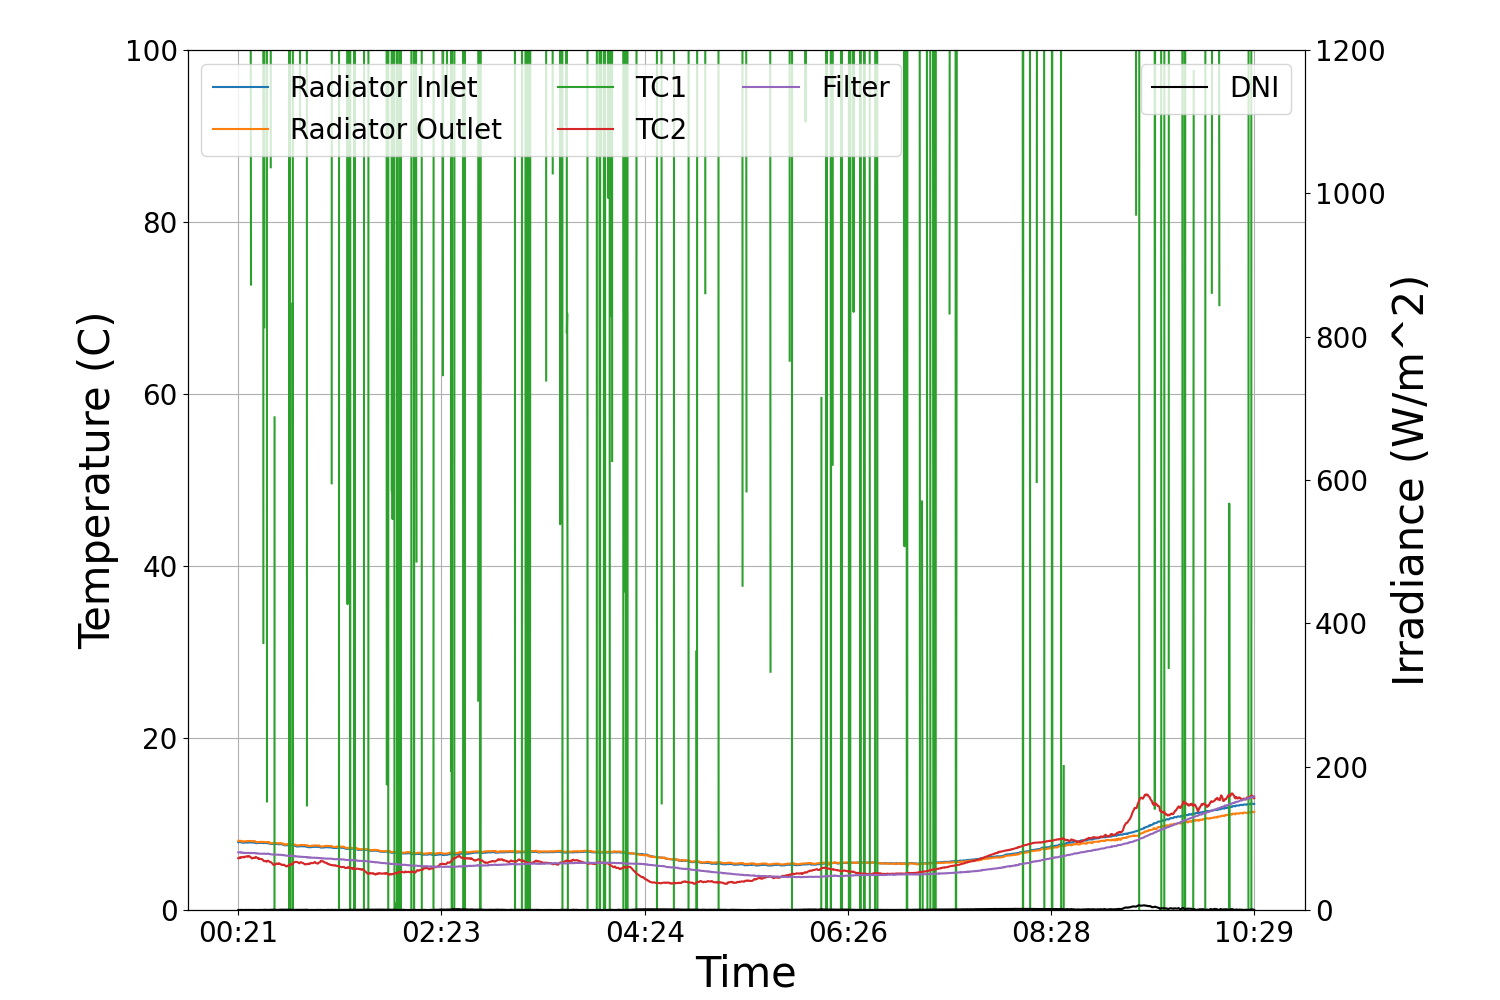 100
80
60
40
20
0
Temperature (C)
Radiator Inlet
Radiator Outlet
TC1
TC2
Filter
DNI
1200
1000
800
600
400
200
0
Irradiance (W/m^2)
00:21 02:23 04:24 06:26 08:28 10:29
Time